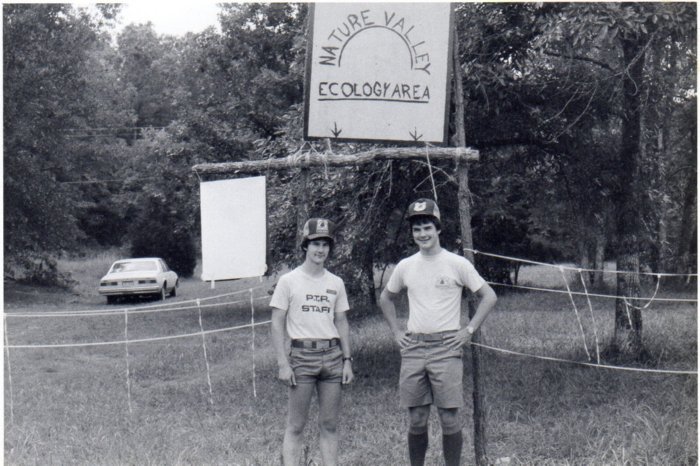 NATURE VALLEY
ECOLOGY AREA
P.T.R.
STAFF